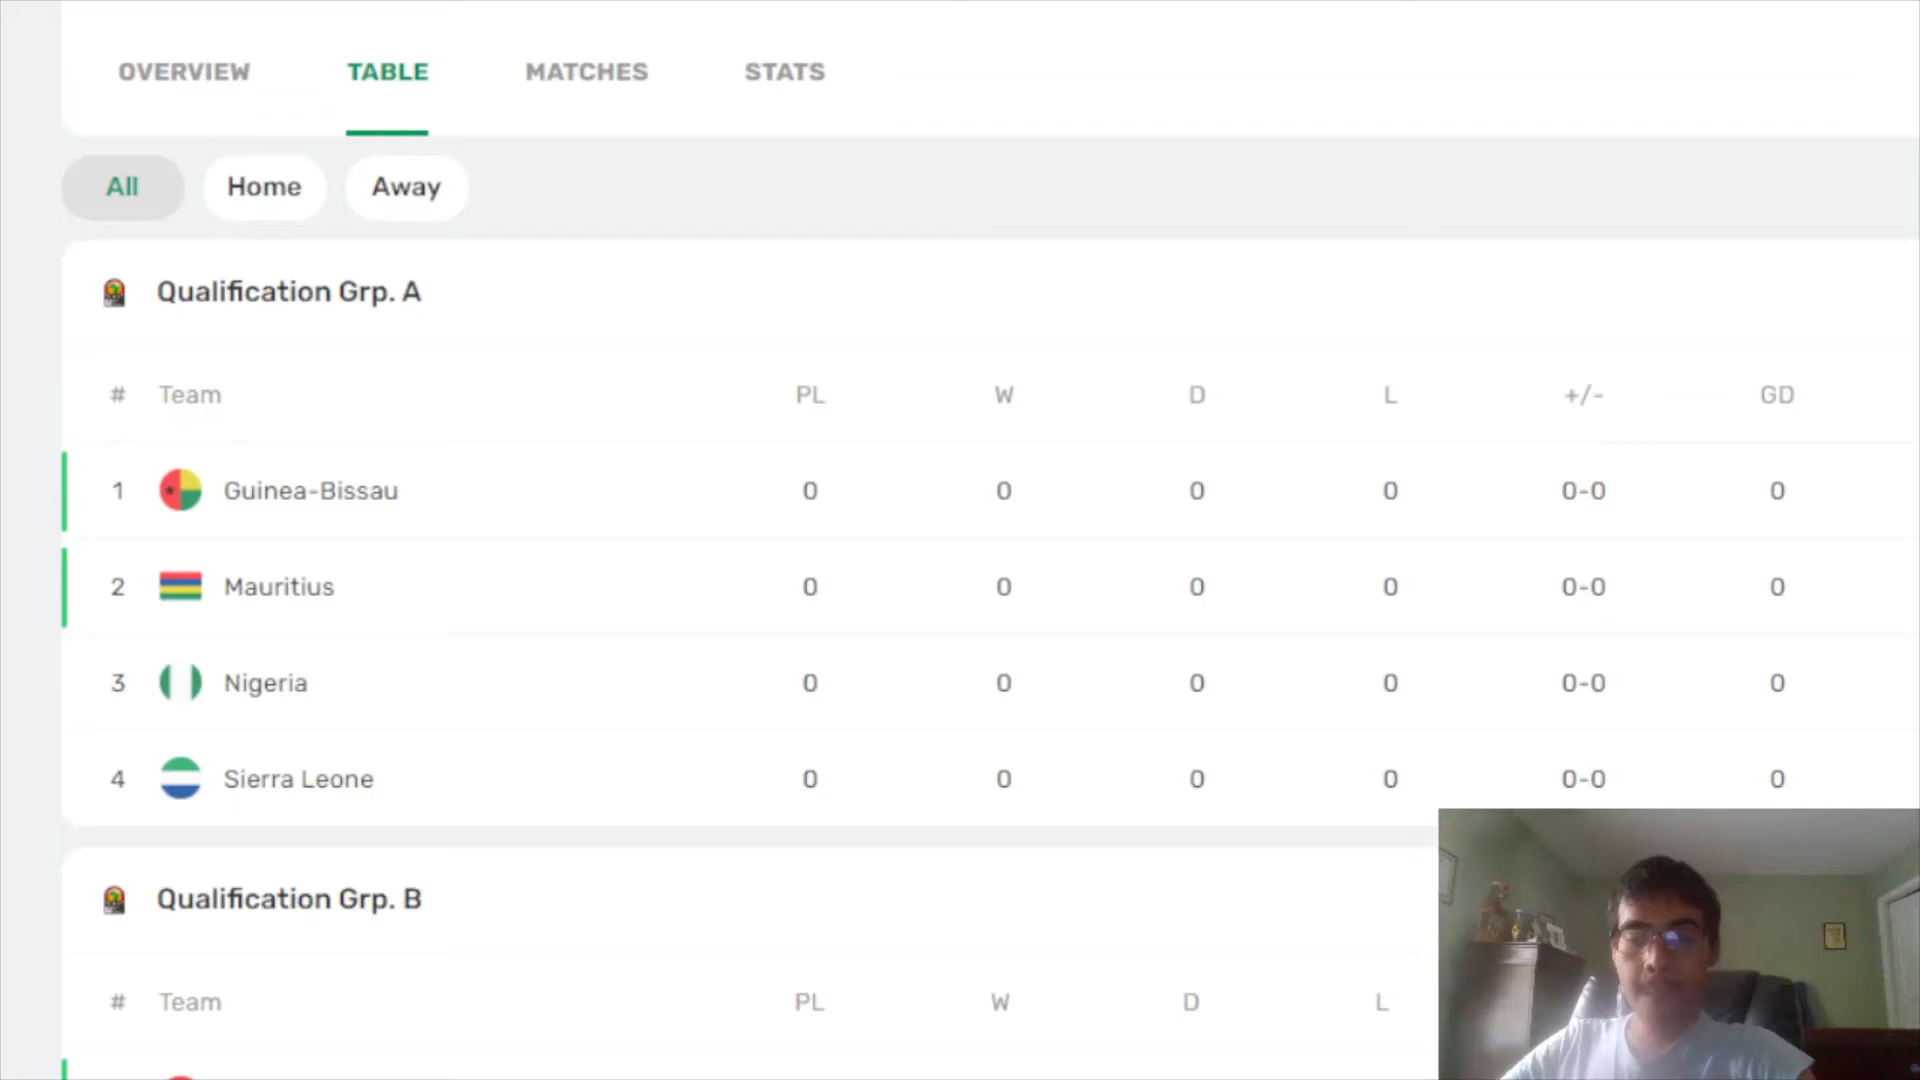 OVERVIEW TABLE MATCHES STATS
All Home Away
Qualification Grp. A
# Team PL W D L +/- GD
1 Guinea-Bissau 0 0 0 0 0-0 0
2 Mauritius 0 0 0 0 0-0 0
3 Nigeria 0 0 0 0 0-0 0
4 Sierra Leone 0 0 0 0 0-0 0
Qualification Grp. B
# Team PL W D L